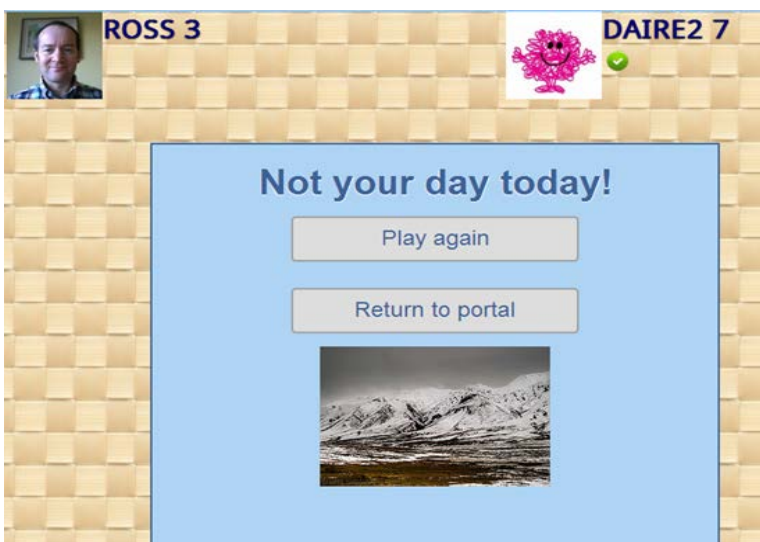 ROSS 3
DAIRE2 7
Not your day today!
Play again
Return to portal